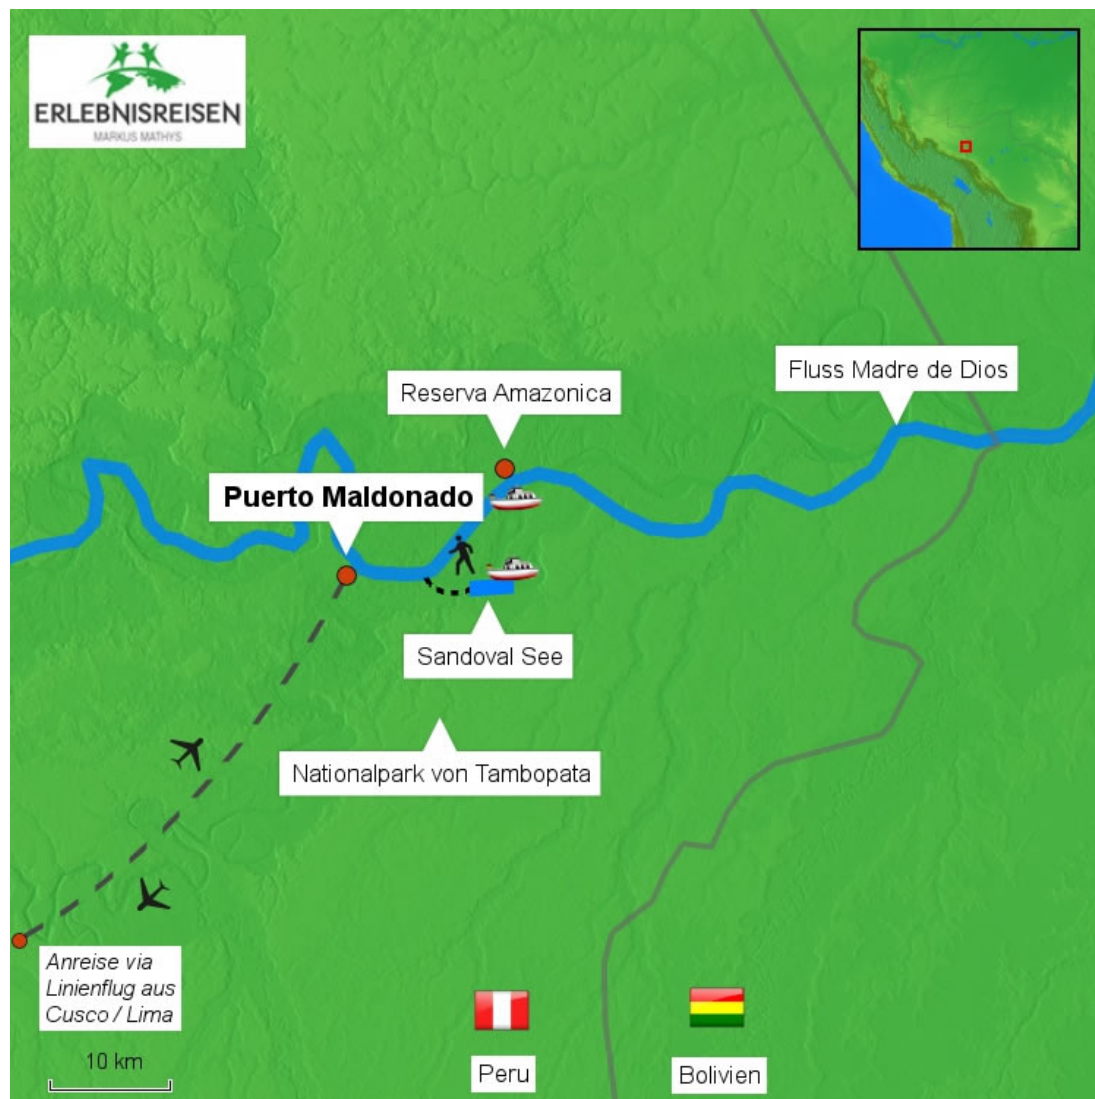 ERLEBNISREISEN
MARKUS MATHYS
Fluss Madre de Dios
Reserva Amazonica
Puerto Maldonado
Sandoval See
Nationalpark von Tambopata
Anreise via
Linienflug aus
Cusco / Lima
10 km
Peru
Bolivien